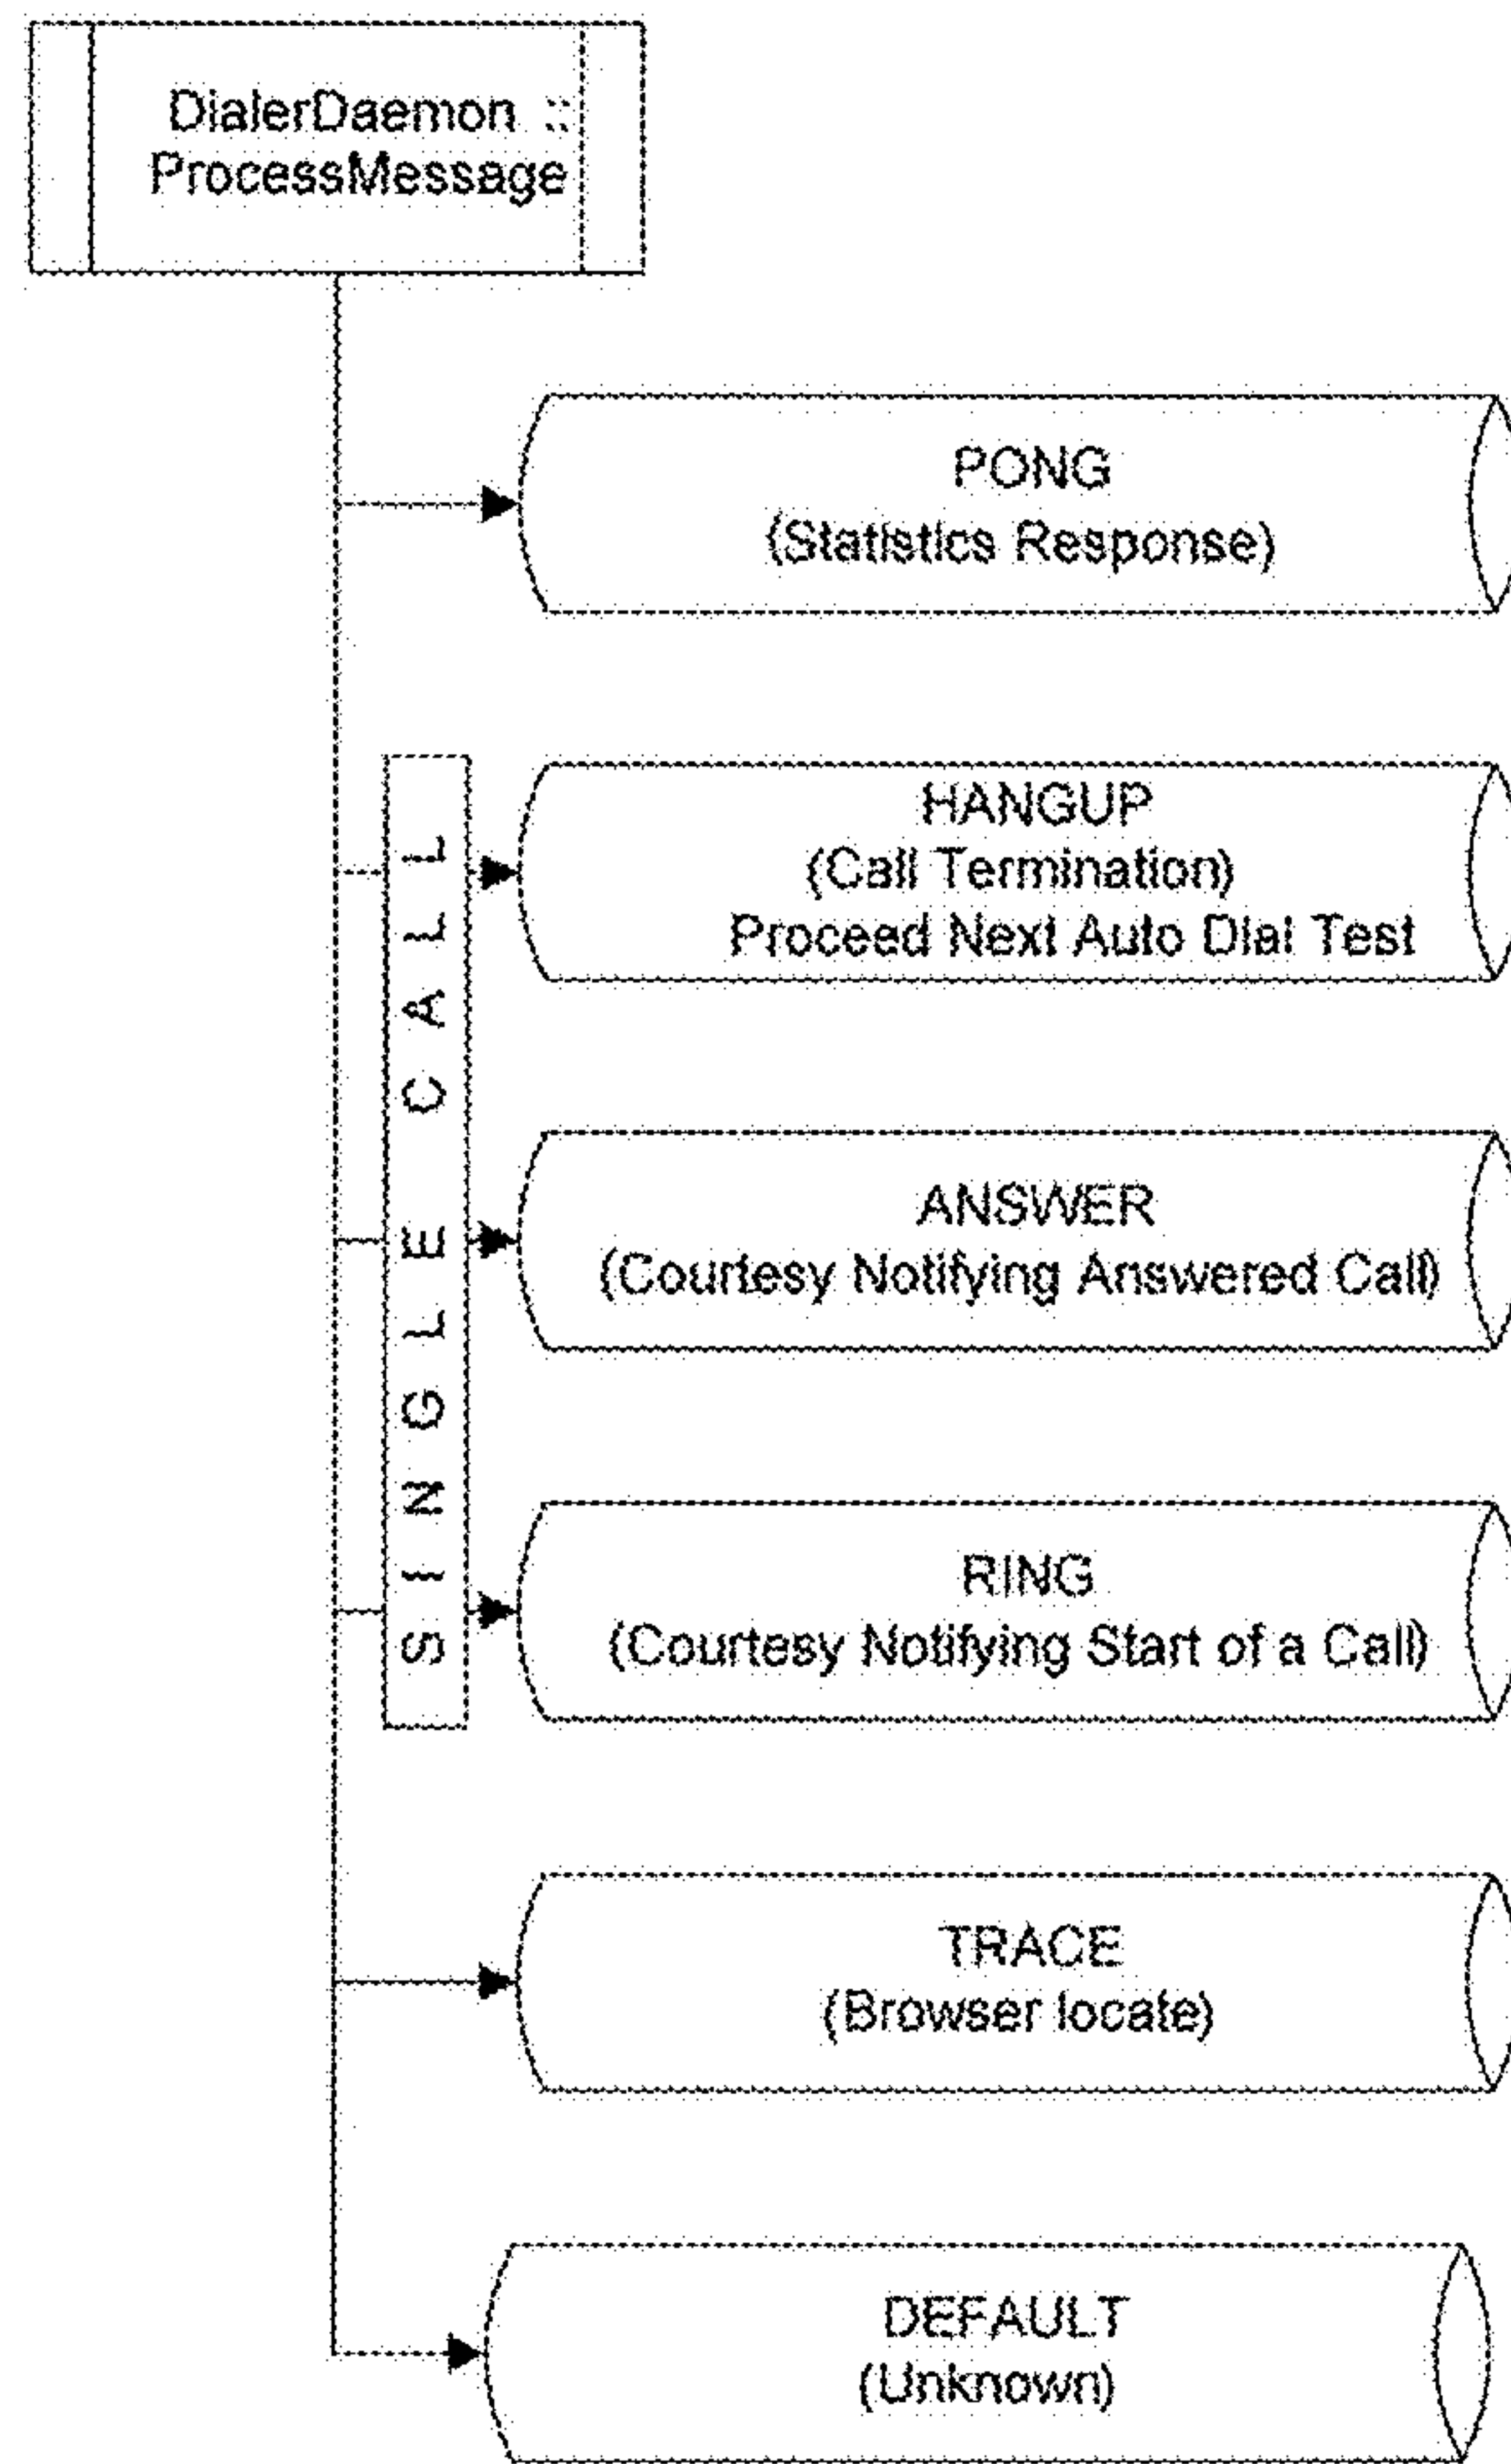 DialerDaemon ::
ProcessMessage
PONG
(Statistics Response)
SINGLE CALL
HANGUP
(Call Termination)
Proceed Next Auto Dial Test
ANSWER
(Courtesy Notifying Answered Call)
RING
(Courtesy Notifying Start of a Call)
TRACE
(Browser locate)
DEFAULT
(Unknown)